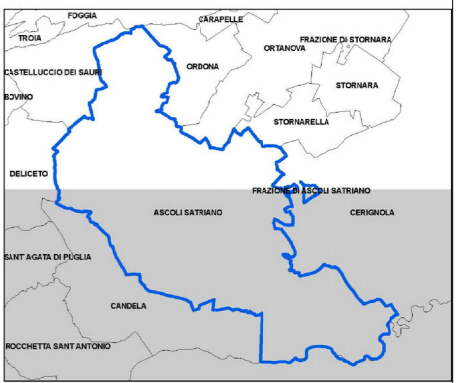 FOGGIA
CARAPELLE
TROIA
ORTANOVA
FRAZIONE DI STORNARA
ORDONA
CASTELLUCCIO DEI SAURI
STORNARA
BOVINO
STORNARELLA
DELICETO
FRAZIONE DI ASCOLI SATRIANO
ASCOLI SATRIANO
CERIGNOLA
SANT'AGATA DI PUGLIA
CANDELA
ROCCHETTA SANT'ANTONIO